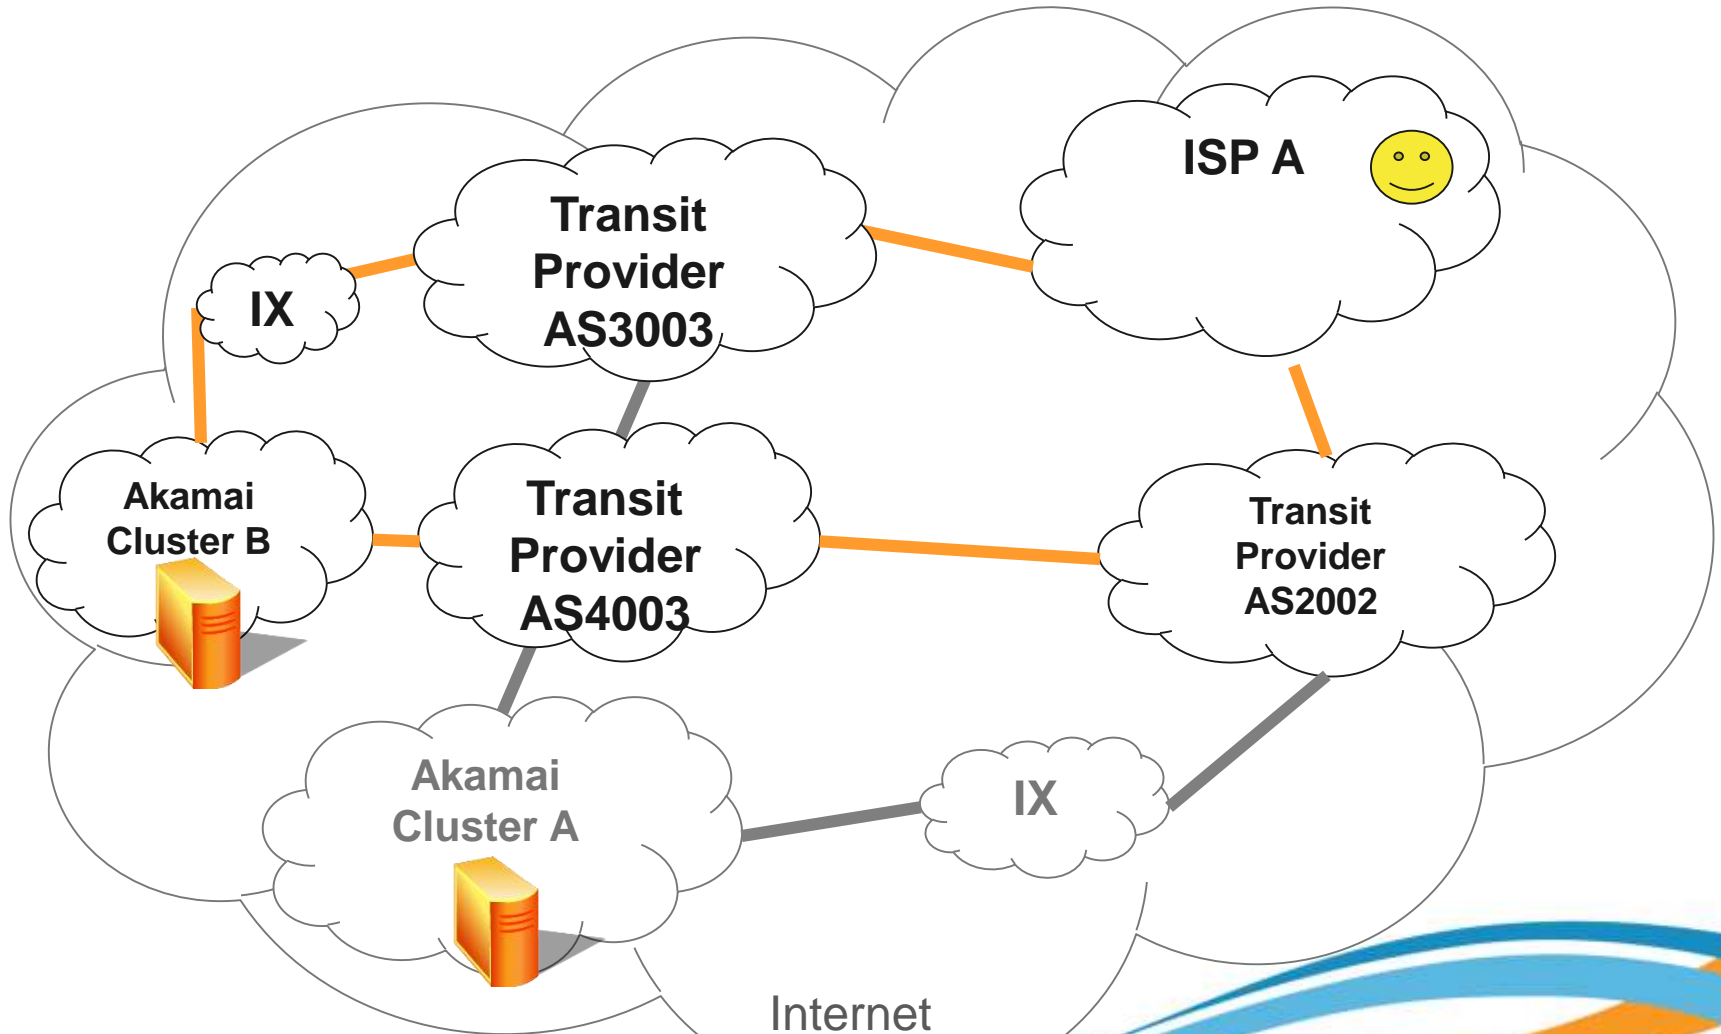 ISP A
Transit
Provider
AS3003
IX
Akamai
Cluster B
Transit
Provider
AS4003
Transit
Provider
AS2002
Akamai
Cluster A
IX
Internet